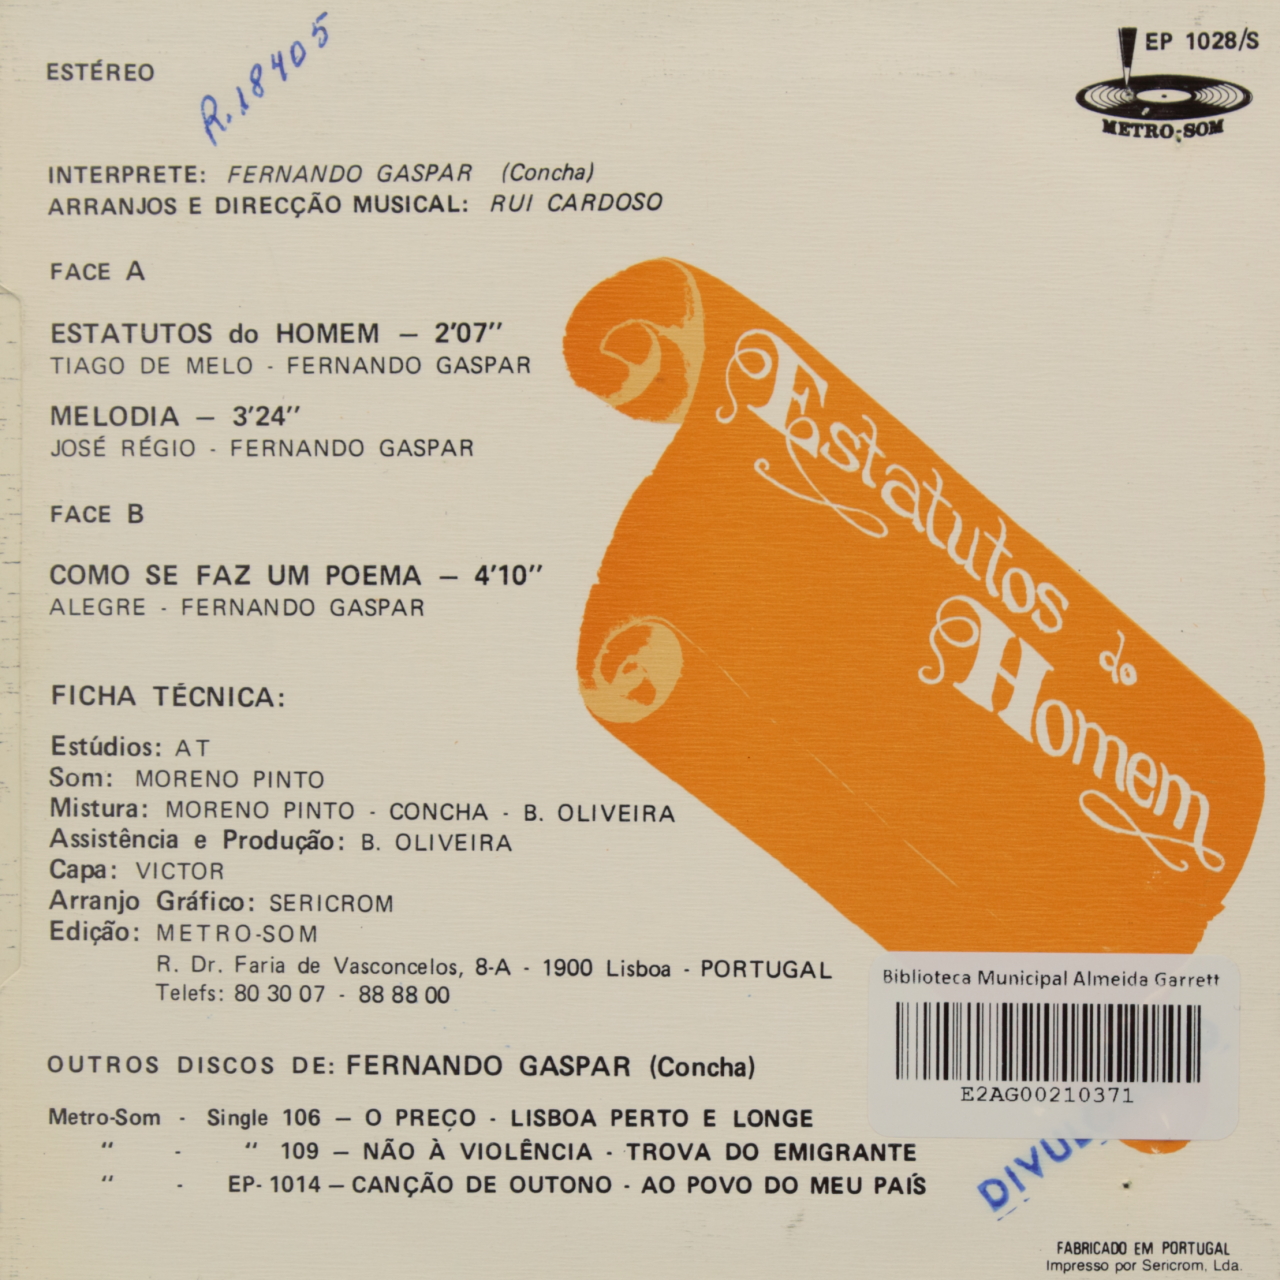 ESTÉREO
R.18405
EP 1028/S
METRO-SOM
INTERPRETE: FERNANDO GASPAR (Concha)
ARRANJOS E DIRECÇÃO MUSICAL: RUI CARDOSO
FACE A
ESTATUTOS do HOMEM — 2'07''
TIAGO DE MELO - FERNANDO GASPAR
MELODIA — 3'24''
JOSÉ RÉGIO - FERNANDO GASPAR
FACE B
COMO SE FAZ UM POEMA — 4'10''
ALEGRE - FERNANDO GASPAR
Estatutos
do
Homem
FICHA TÉCNICA:
Estúdios: AT
Som: MORENO PINTO
Mistura: MORENO PINTO - CONCHA - B. OLIVEIRA
Assistência e Produção: B. OLIVEIRA
Capa: VICTOR
Arranjo Gráfico: SERICROM
Edição: METRO-SOM
R. Dr. Faria de Vasconcelos, 8-A - 1900 Lisboa - PORTUGAL
Telefs: 80 30 07 - 88 88 00
Biblioteca Municipal Almeida Garrett
E2AG00210371
OUTROS DISCOS DE: FERNANDO GASPAR (Concha)
Metro-Som - Single 106 — O PREÇO - LISBOA PERTO E LONGE
'' - '' 109 — NÃO À VIOLÊNCIA - TROVA DO EMIGRANTE
'' - EP-1014 — CANÇÃO DE OUTONO - AO POVO DO MEU PAÍS
FABRICADO EM PORTUGAL
Impresso por Sericrom, Lda.